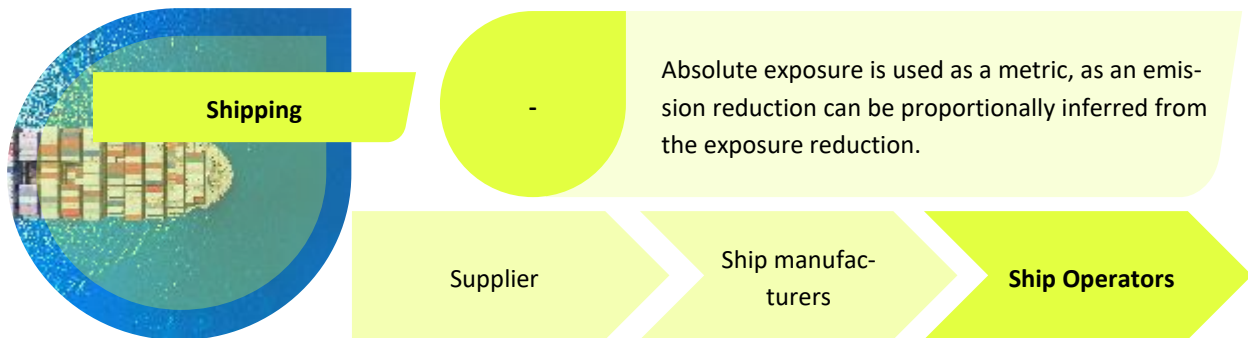 Shipping
-
Absolute exposure is used as a metric, as an emis-
sion reduction can be proportionally inferred from
the exposure reduction.
Supplier
Ship manufac-
turers
Ship Operators